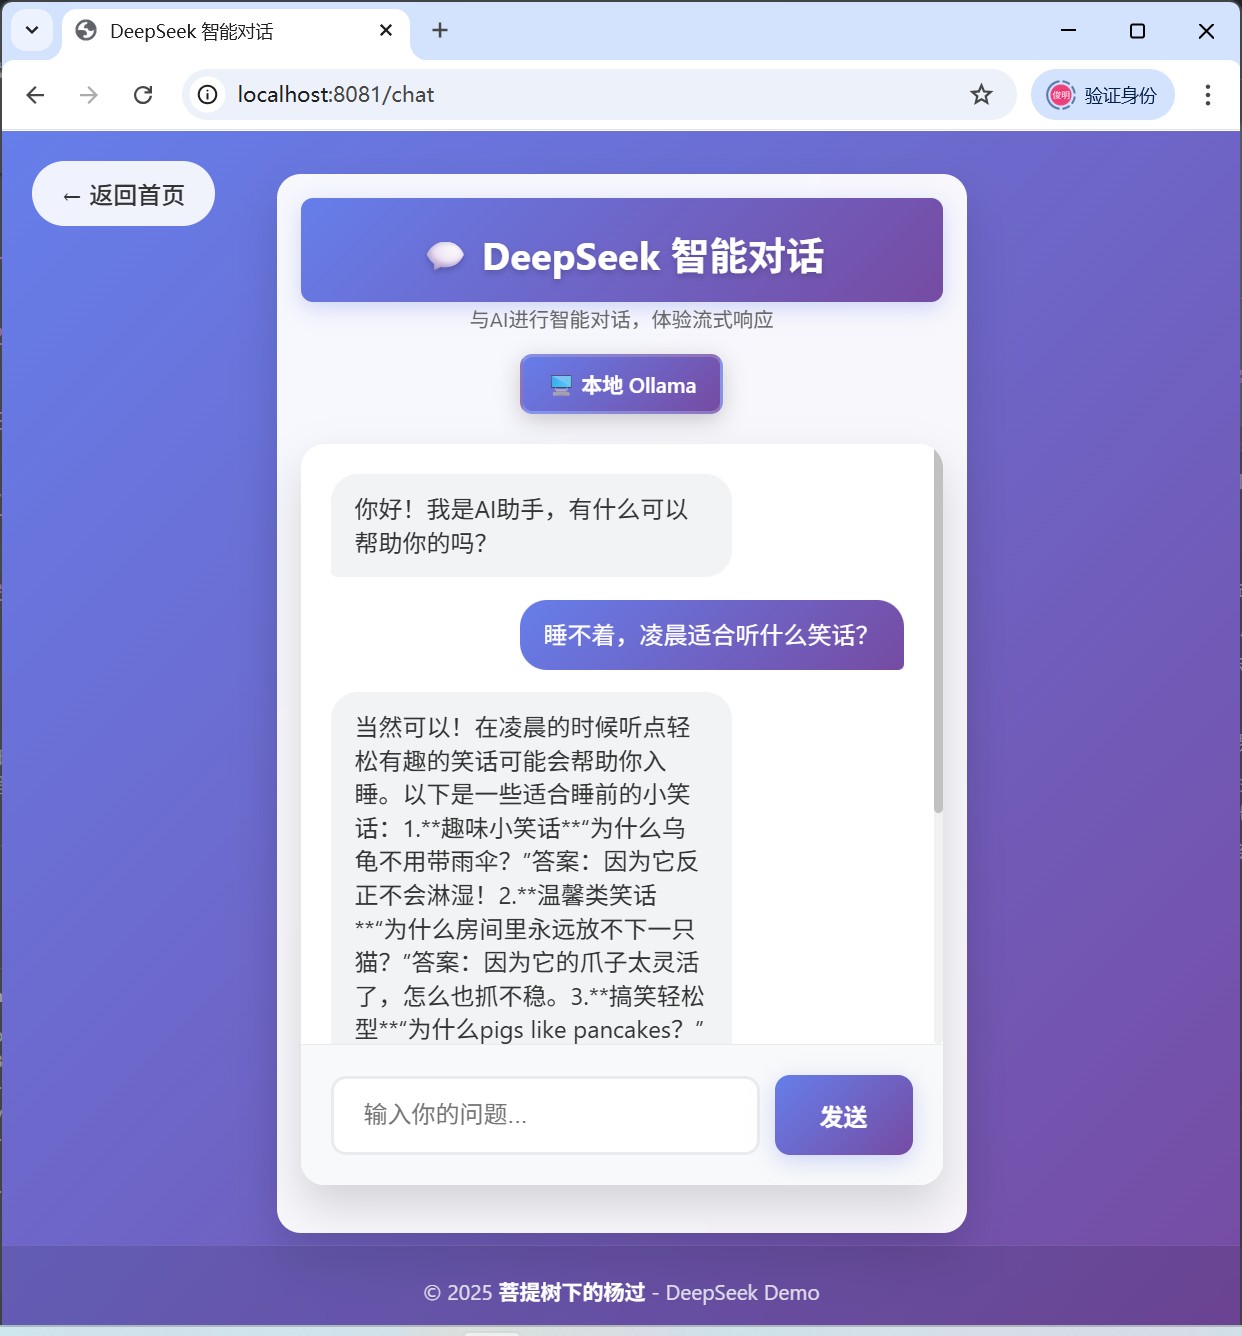 DeepSeek 智能对话
localhost:8081/chat
俊明
验证身份
← 返回首页
DeepSeek 智能对话
与AI进行智能对话，体验流式响应
本地 Ollama
你好！我是AI助手，有什么可以
帮助你的吗？
睡不着，凌晨适合听什么笑话？
当然可以！在凌晨的时候听点轻
松有趣的笑话可能会帮助你入
睡。以下是一些适合睡前的小笑
话：1.**趣味小笑话**“为什么乌
龟不用带雨伞？”答案：因为它反
正不会淋湿！2.**温馨类笑话
**“为什么房间里永远放不下一只
猫？”答案：因为它的爪子太灵活
了，怎么也抓不稳。3.**搞笑轻松
型**“为什么pigs like pancakes？”
输入你的问题...
发送
© 2025 菩提树下的杨过 - DeepSeek Demo